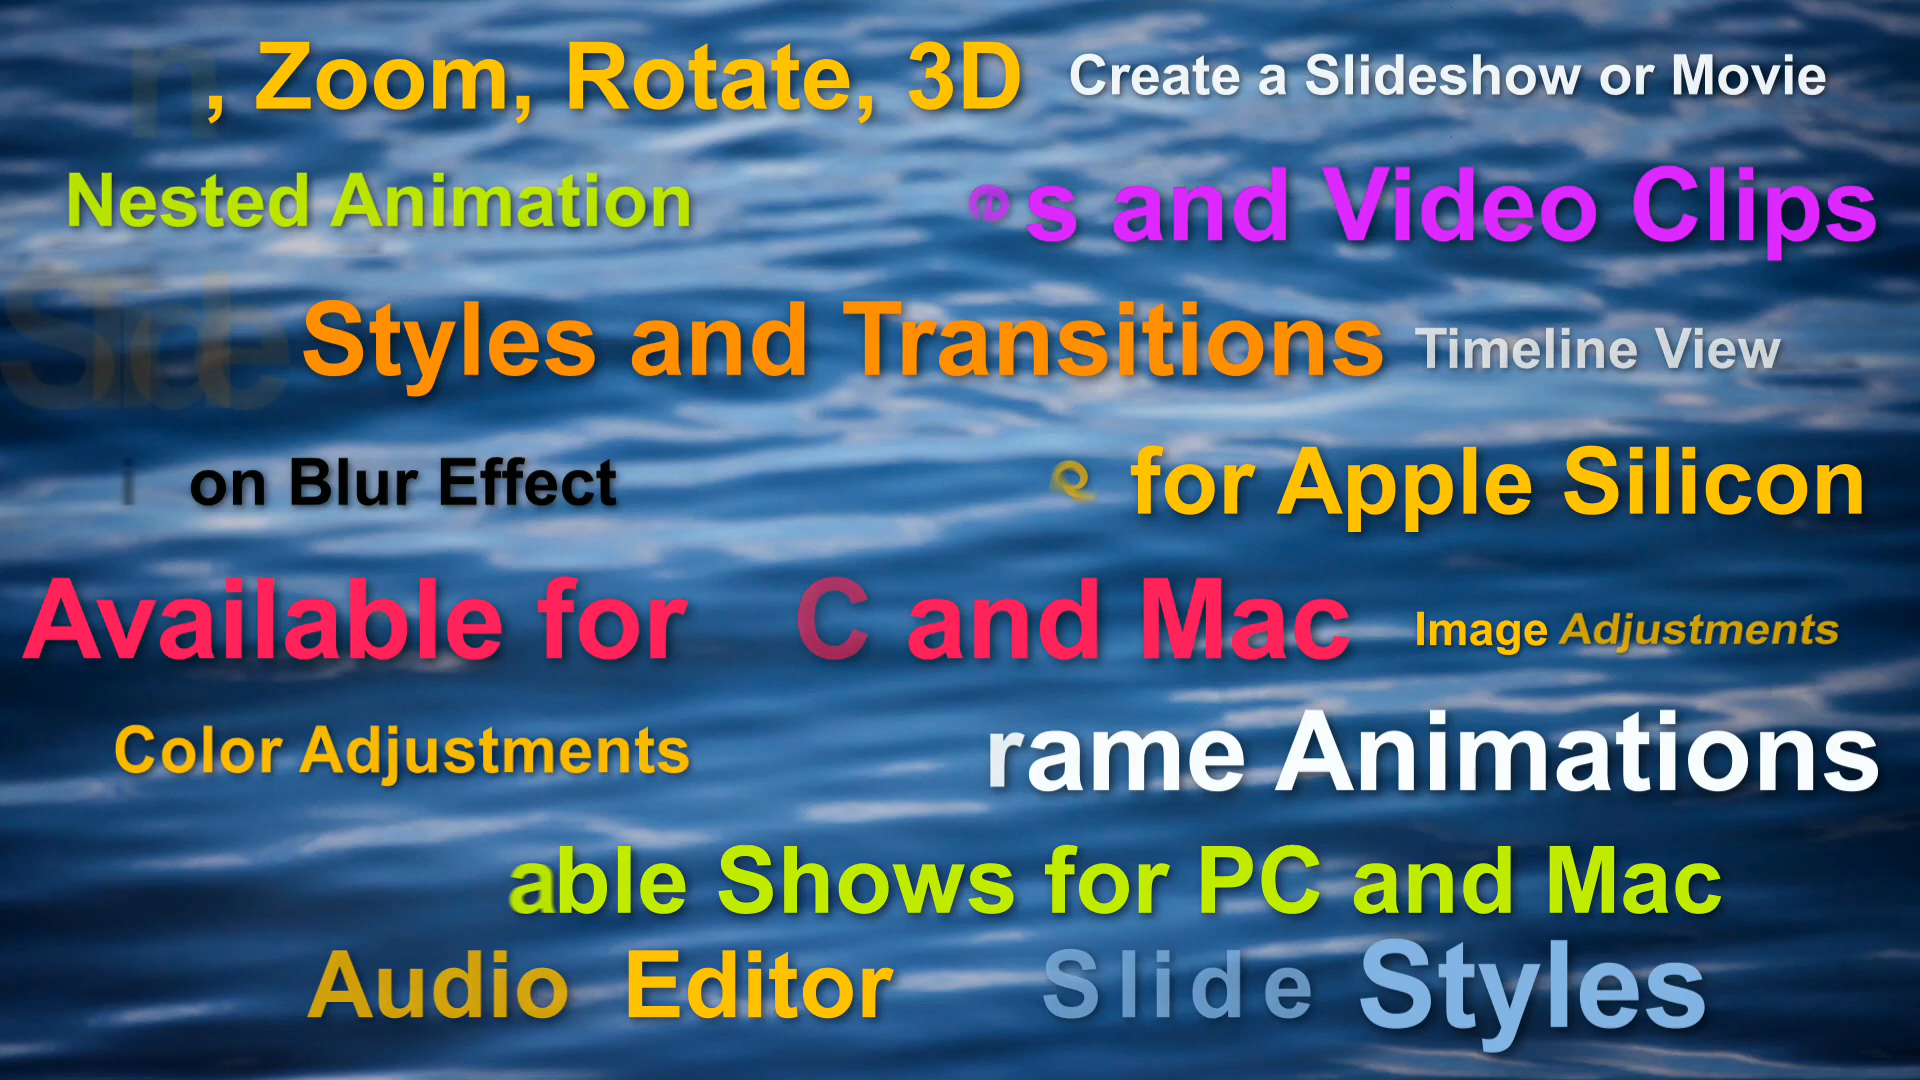 n, Zoom, Rotate, 3D
Create a Slideshow or Movie
Nested Animation
es and Video Clips
Slide Styles and Transitions
Timeline View
i on Blur Effect
e for Apple Silicon
Available for C and Mac
Image Adjustments
Color Adjustments
rame Animations
able Shows for PC and Mac
Audio Editor
Slide Styles